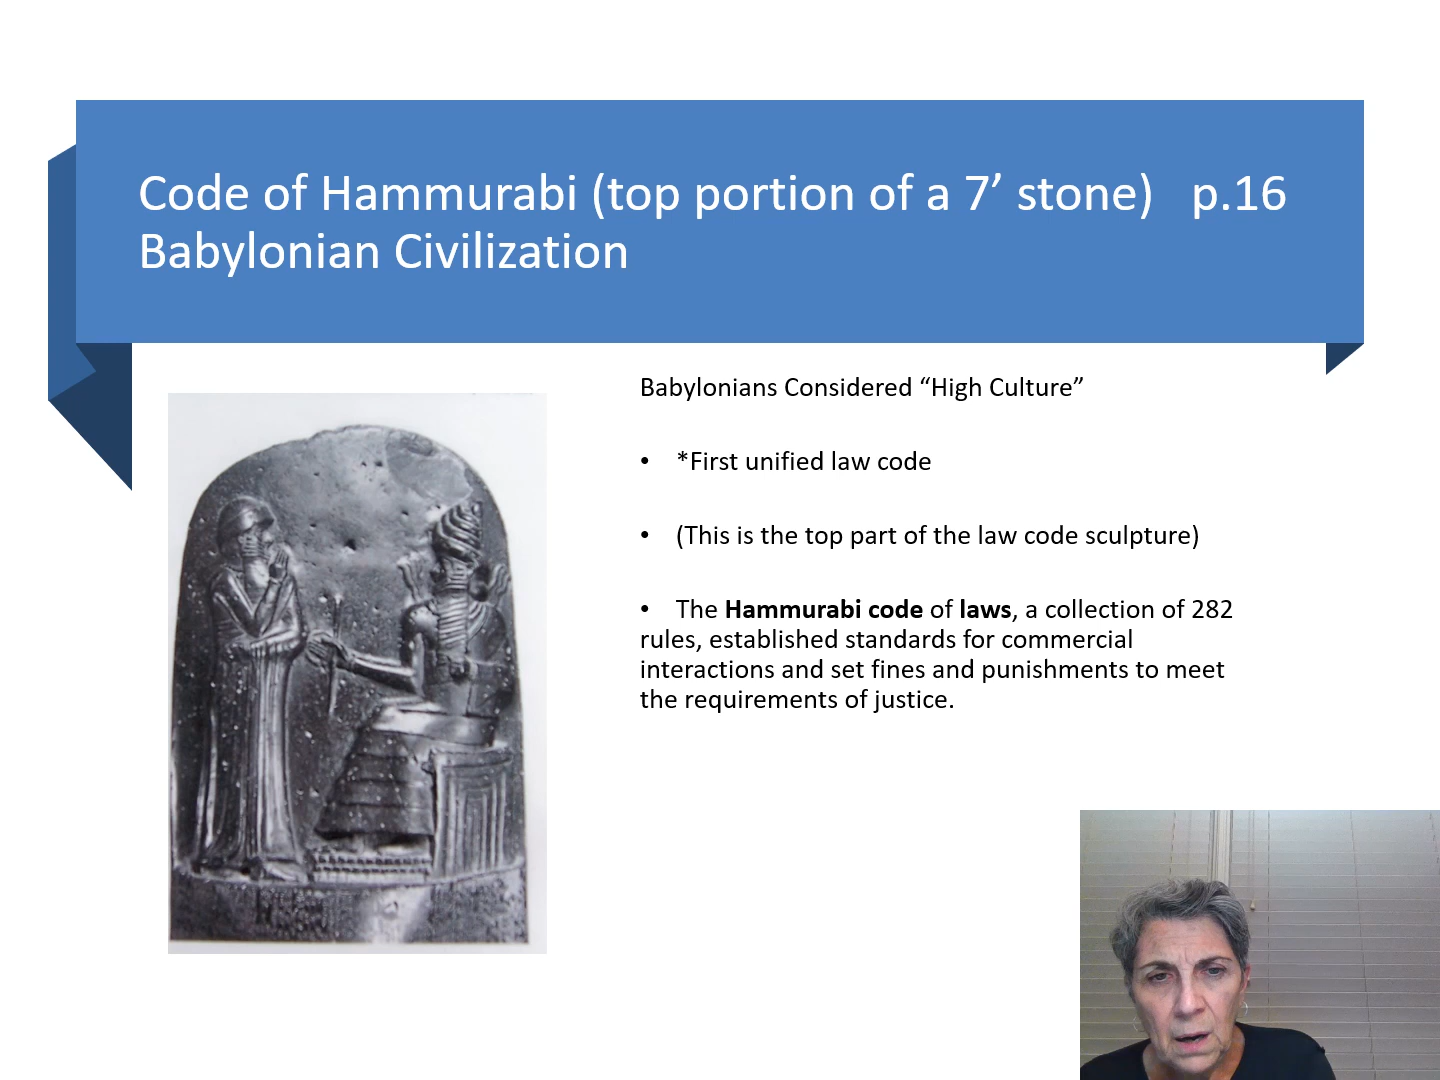 Code of Hammurabi (top portion of a 7’ stone)   p.16
Babylonian Civilization
Babylonians Considered “High Culture”
• *First unified law code
• (This is the top part of the law code sculpture)
• The Hammurabi code of laws, a collection of 282
rules, established standards for commercial
interactions and set fines and punishments to meet
the requirements of justice.